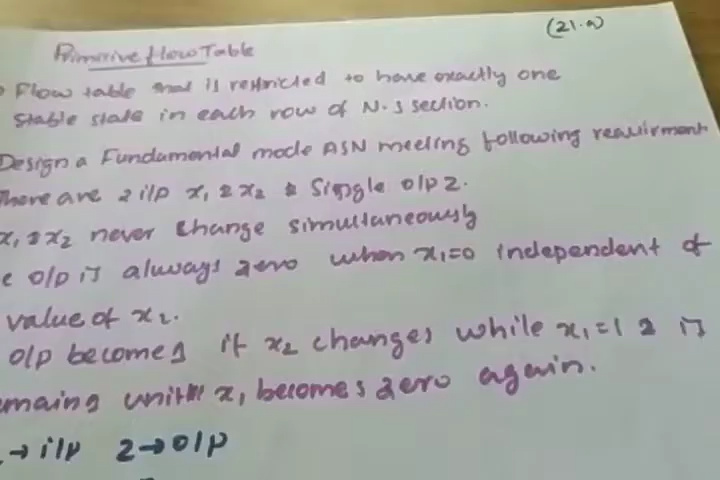 (21.a)
Primitive flow Table
Flow table that is restricted to have exactly one
stable state in each row of N.S section.
Design a Fundamental mode ASN meeting following reauirment
There are 2 i/p x1 & x2 & Single o/p z.
x1 & x2 never change simultaneously
e o/p is always zero when x1=0 independent of
value of x2.
o/p becomes 1 if x2 changes while x1=1 & is
maing until x1 becomes zero again.
→ i/p z → o/p